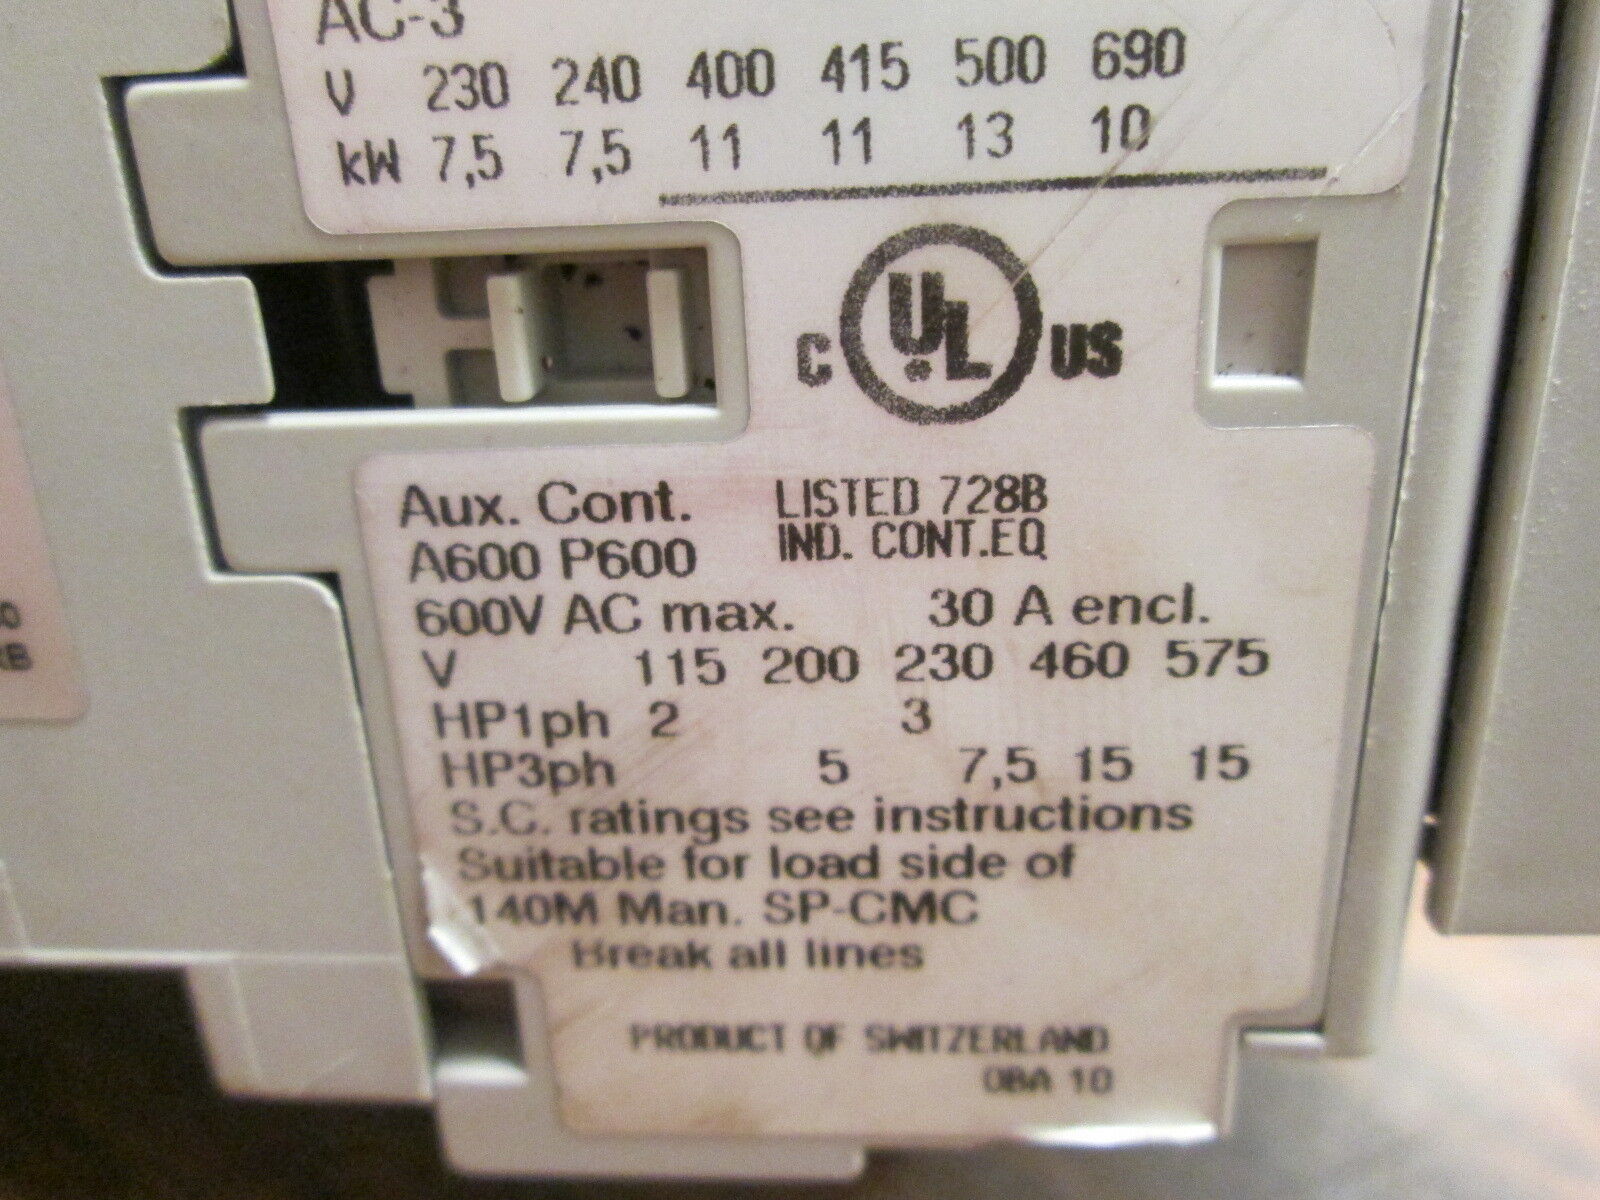 AC-3
V 230 240 400 415 500 690
kW 7,5 7,5 11 11 13 10
C UL US
Aux. Cont. LISTED 728B
A600 P600 IND. CONT.EQ
600V AC max. 30 A encl.
V 115 200 230 460 575
HP1ph 2 3
HP3ph 5 7,5 15 15
S.C. ratings see instructions
Suitable for load side of
140M Man. SP-CMC
Break all lines
PRODUCT OF SWITZERLAND